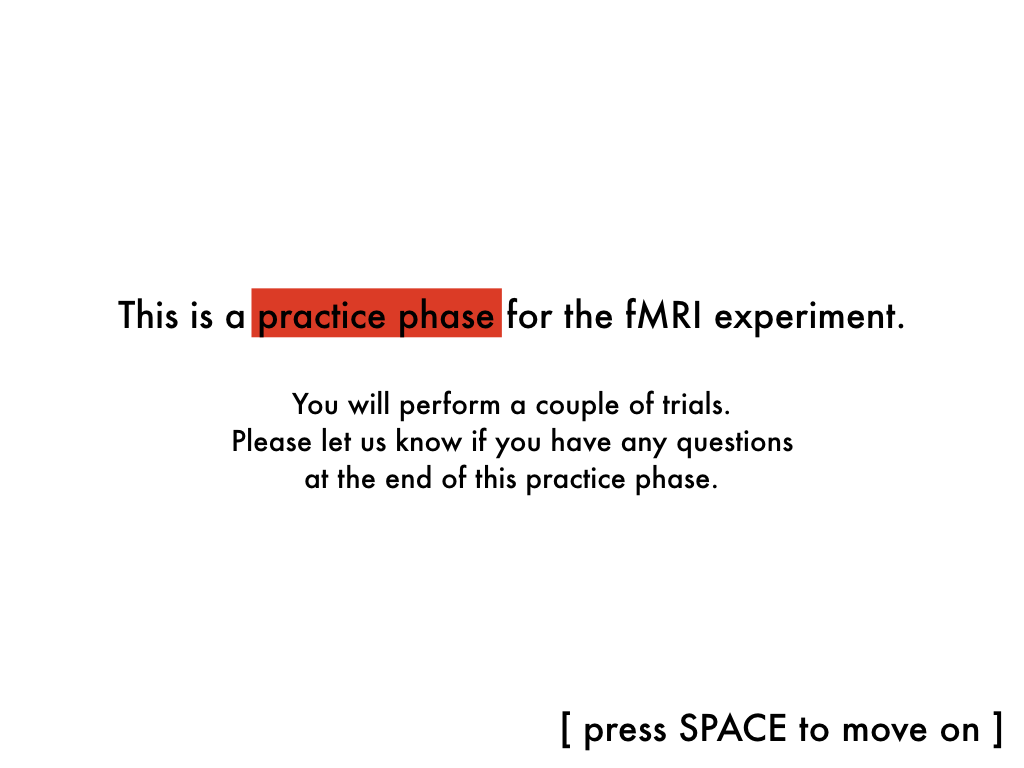 This is a practice phase for the fMRI experiment.
You will perform a couple of trials.
Please let us know if you have any questions
at the end of this practice phase.
[ press SPACE to move on ]